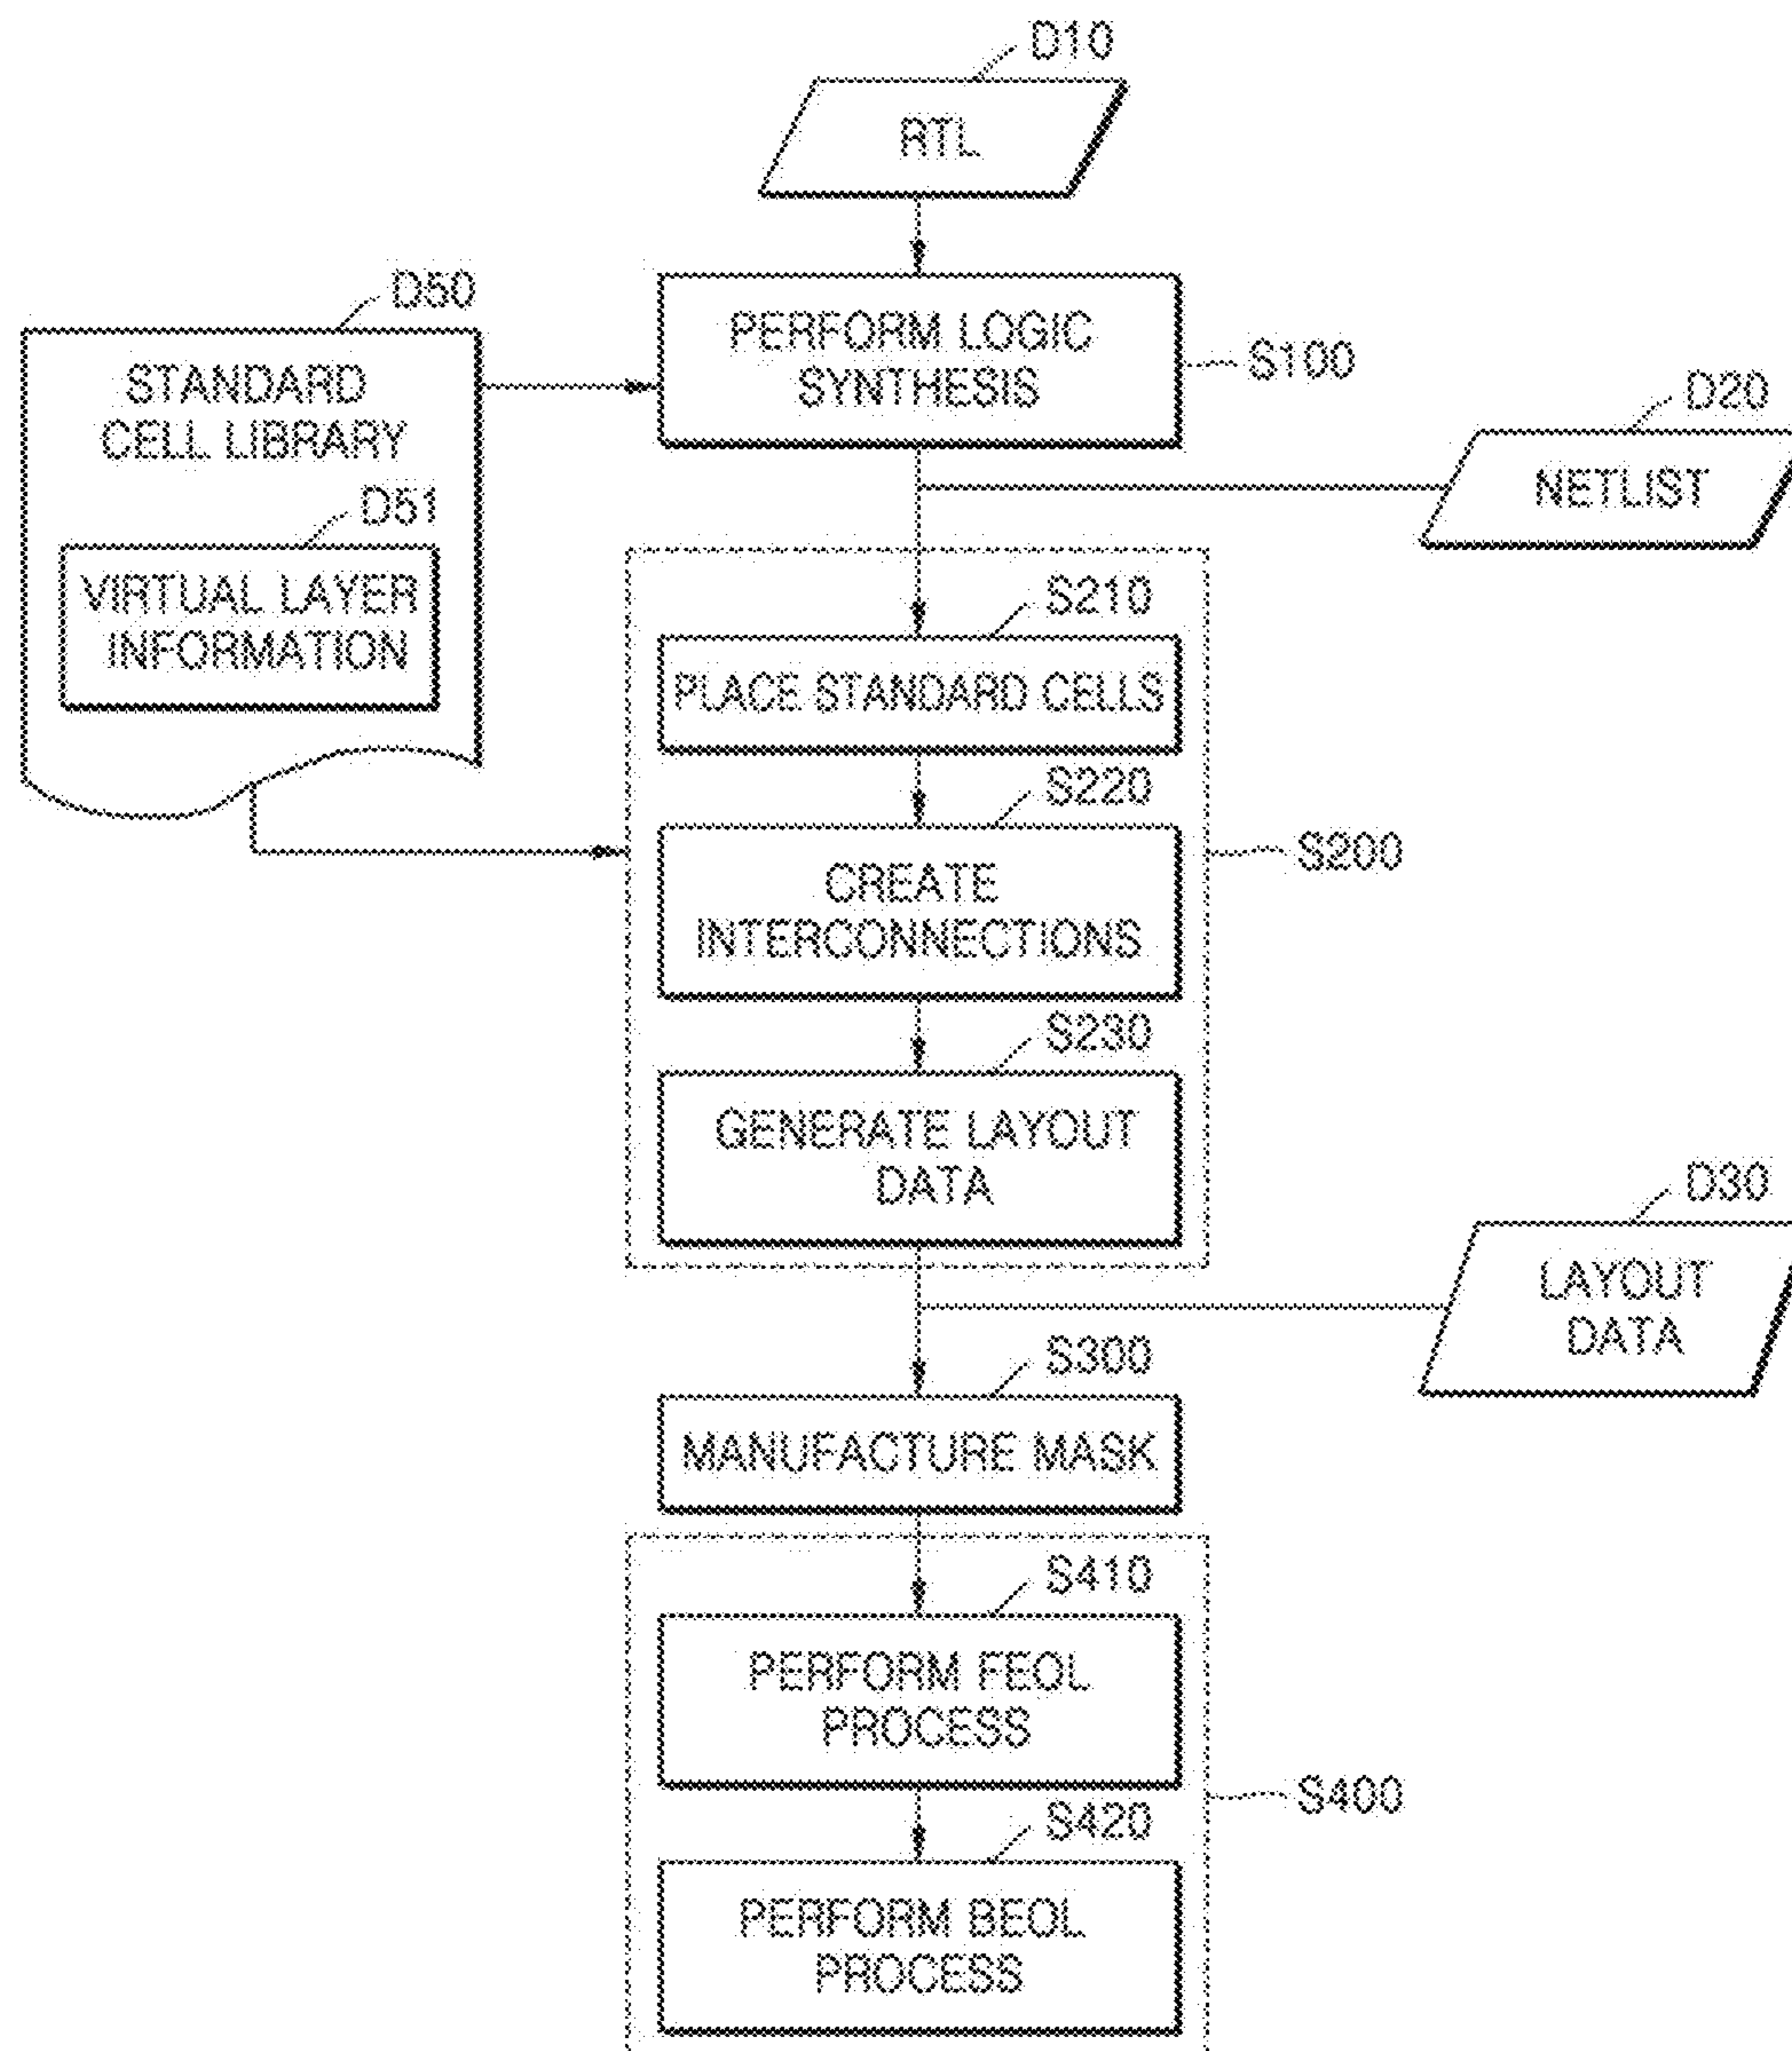 D10
RTL
D50
STANDARD
CELL LIBRARY
D51
VIRTUAL LAYER
INFORMATION
PERFORM LOGIC
SYNTHESIS
S100
D20
NETLIST
S210
PLACE STANDARD CELLS
S220
CREATE
INTERCONNECTIONS
S200
S230
GENERATE LAYOUT
DATA
D30
LAYOUT
DATA
S300
MANUFACTURE MASK
S410
PERFORM FEOL
PROCESS
S400
S420
PERFORM BEOL
PROCESS